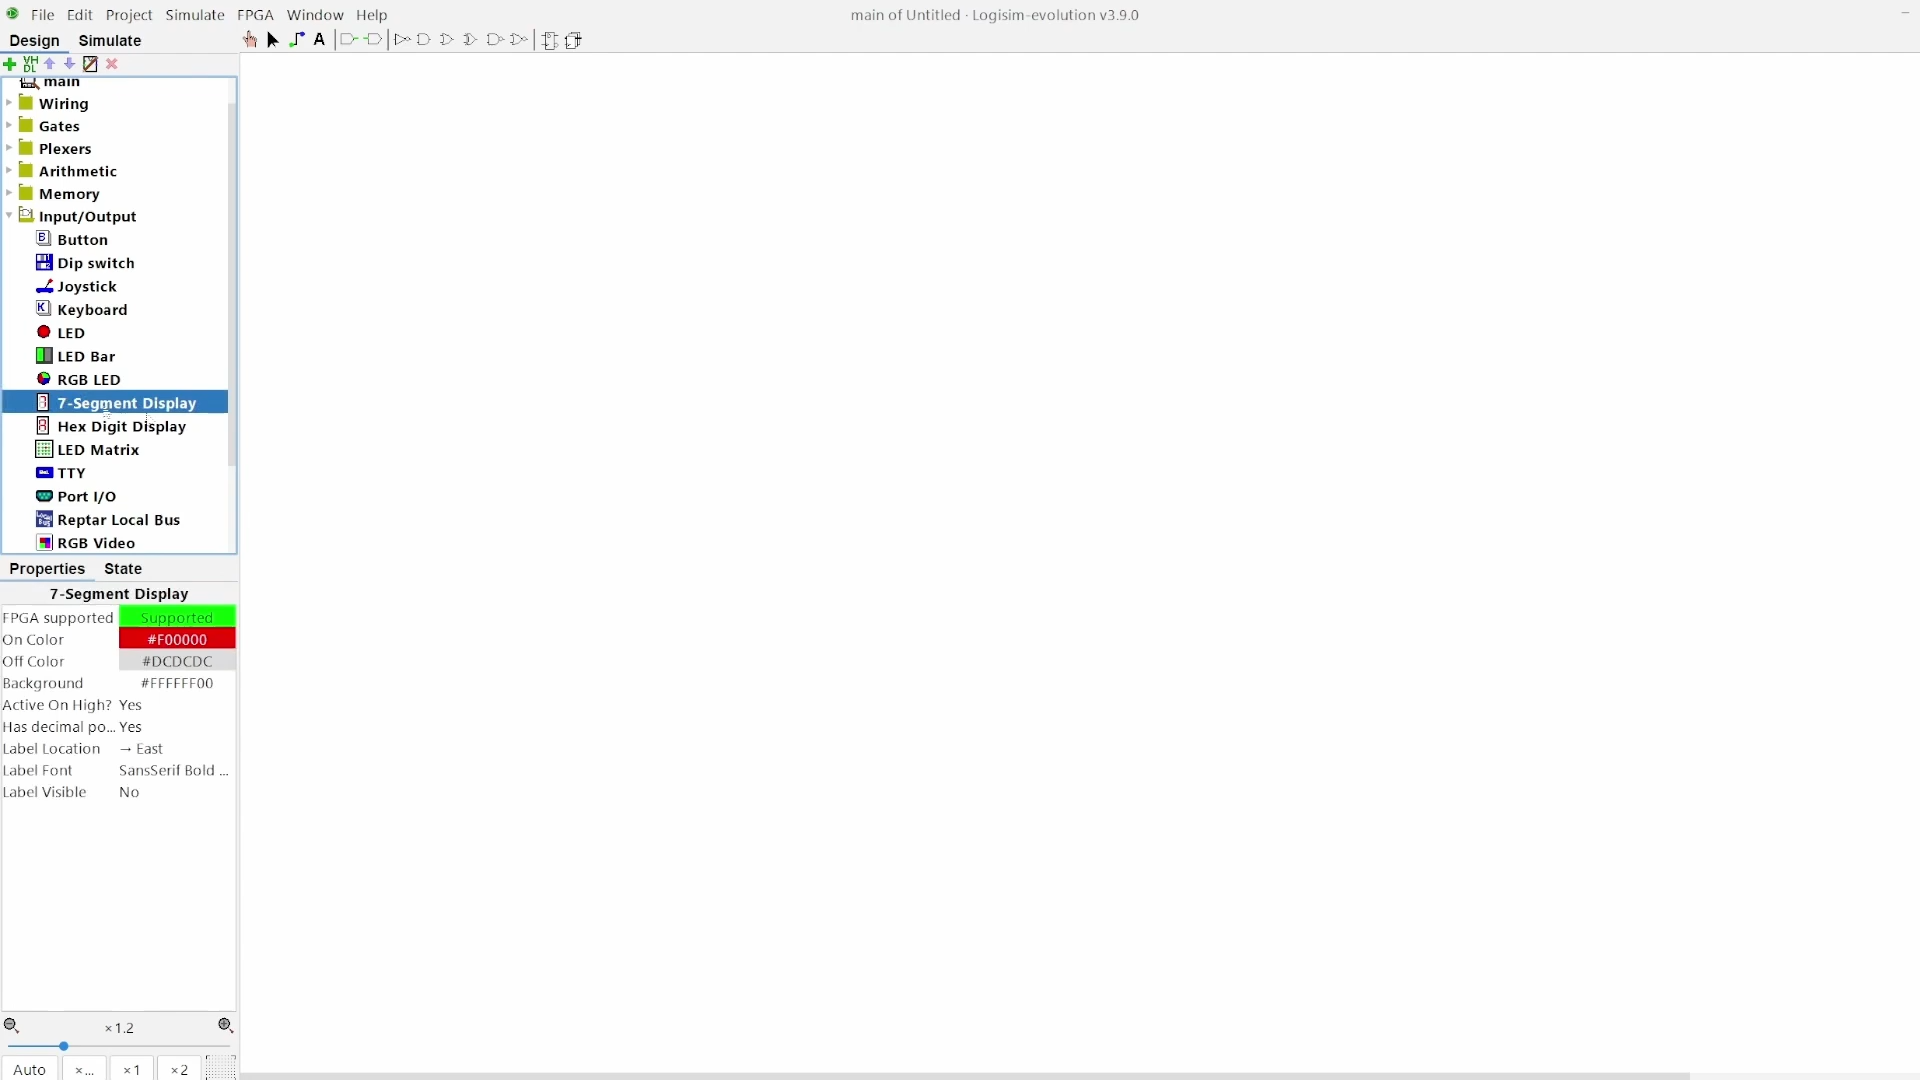 File Edit Project Simulate FPGA Window Help
main of Untitled · Logisim-evolution v3.9.0
Design Simulate
A
VH
DL
main
Wiring
Gates
Plexers
Arithmetic
Memory
Input/Output
Button
Dip switch
Joystick
Keyboard
LED
LED Bar
RGB LED
7-Segment Display
Hex Digit Display
LED Matrix
TTY
Port I/O
Reptar Local Bus
RGB Video
Properties State
7-Segment Display
FPGA supported Supported
On Color #F00000
Off Color #DCDCDC
Background #FFFFFF00
Active On High? Yes
Has decimal po... Yes
Label Location → East
Label Font SansSerif Bold ...
Label Visible No
×1.2
Auto ×... ×1 ×2